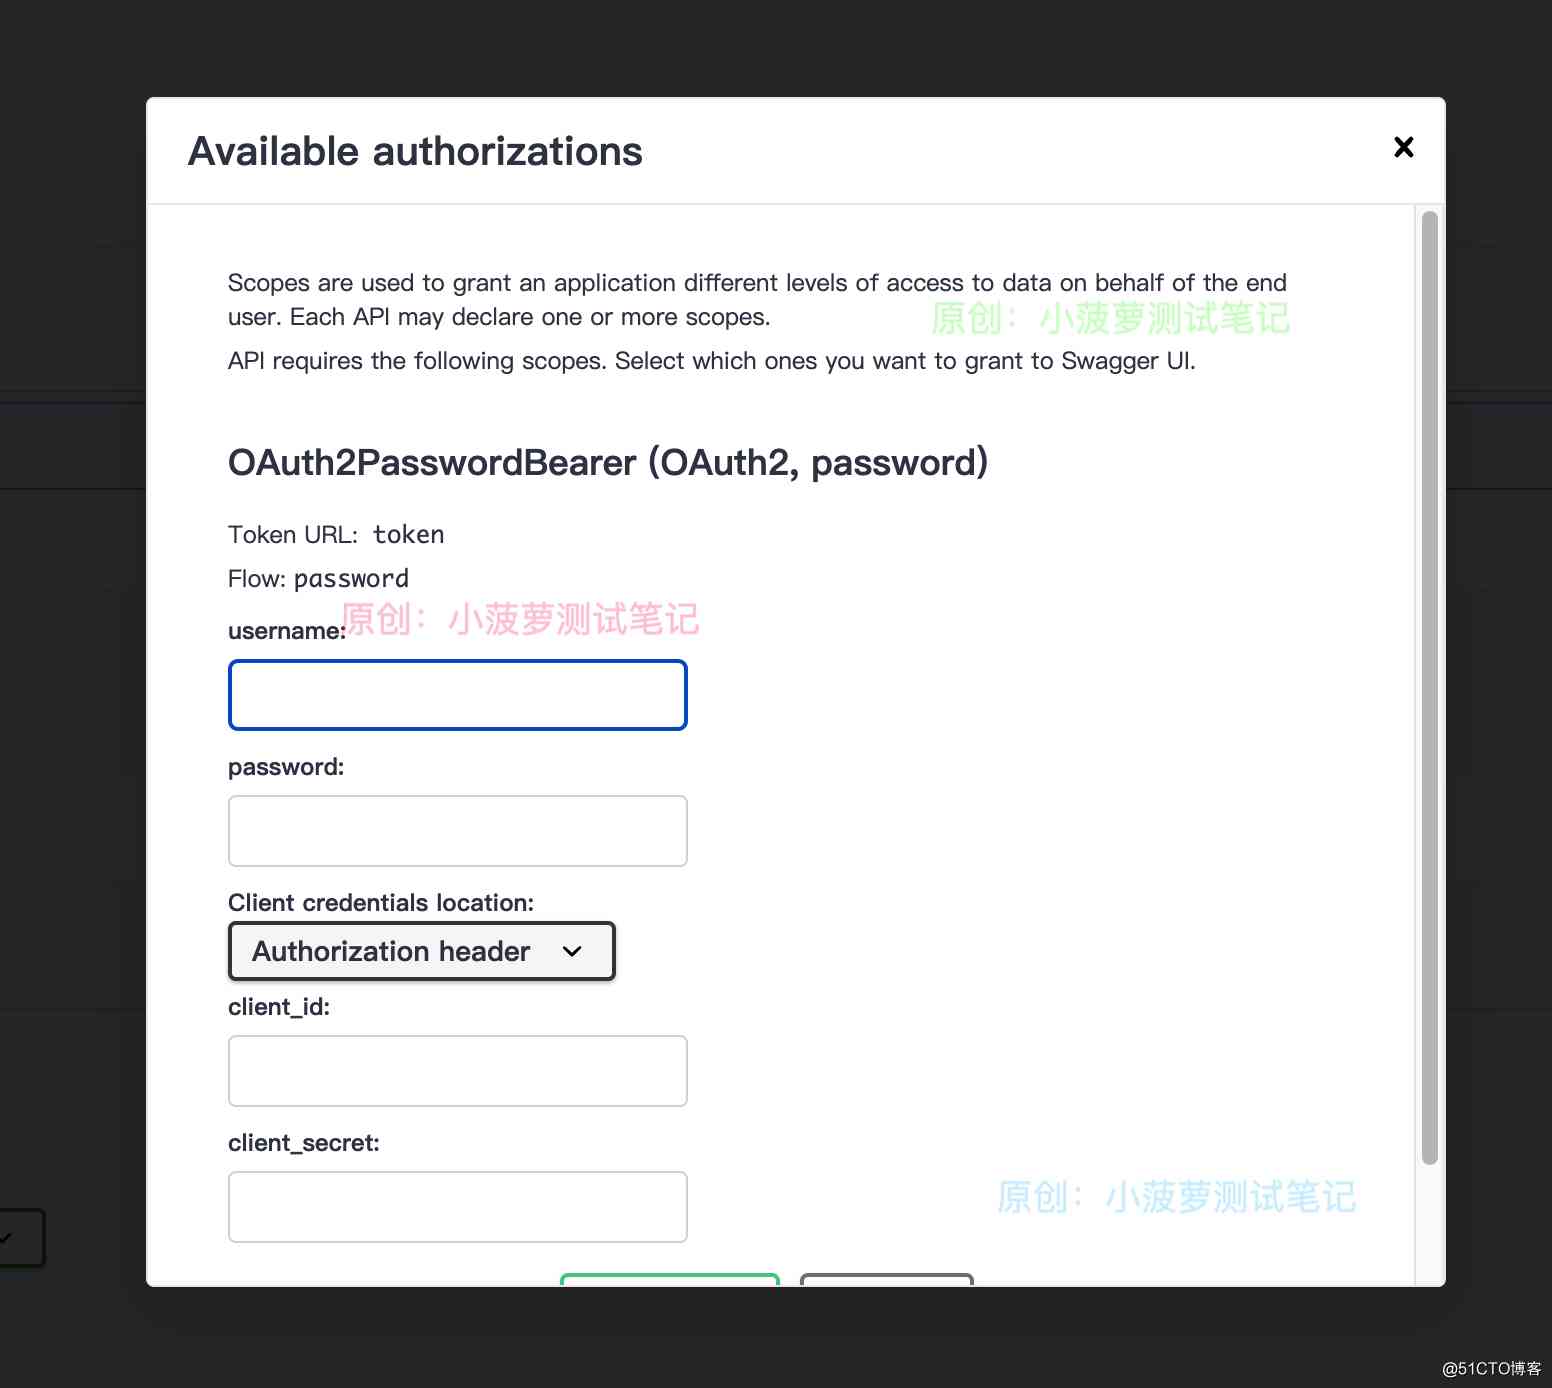 Available authorizations
Scopes are used to grant an application different levels of access to data on behalf of the end
user. Each API may declare one or more scopes.
原创：小菠萝测试笔记
API requires the following scopes. Select which ones you want to grant to Swagger UI.
OAuth2PasswordBearer (OAuth2, password)
Token URL: token
Flow: password
原创：小菠萝测试笔记
username:
password:
Client credentials location:
Authorization header
client_id:
client_secret:
原创：小菠萝测试笔记
@51CTO博客